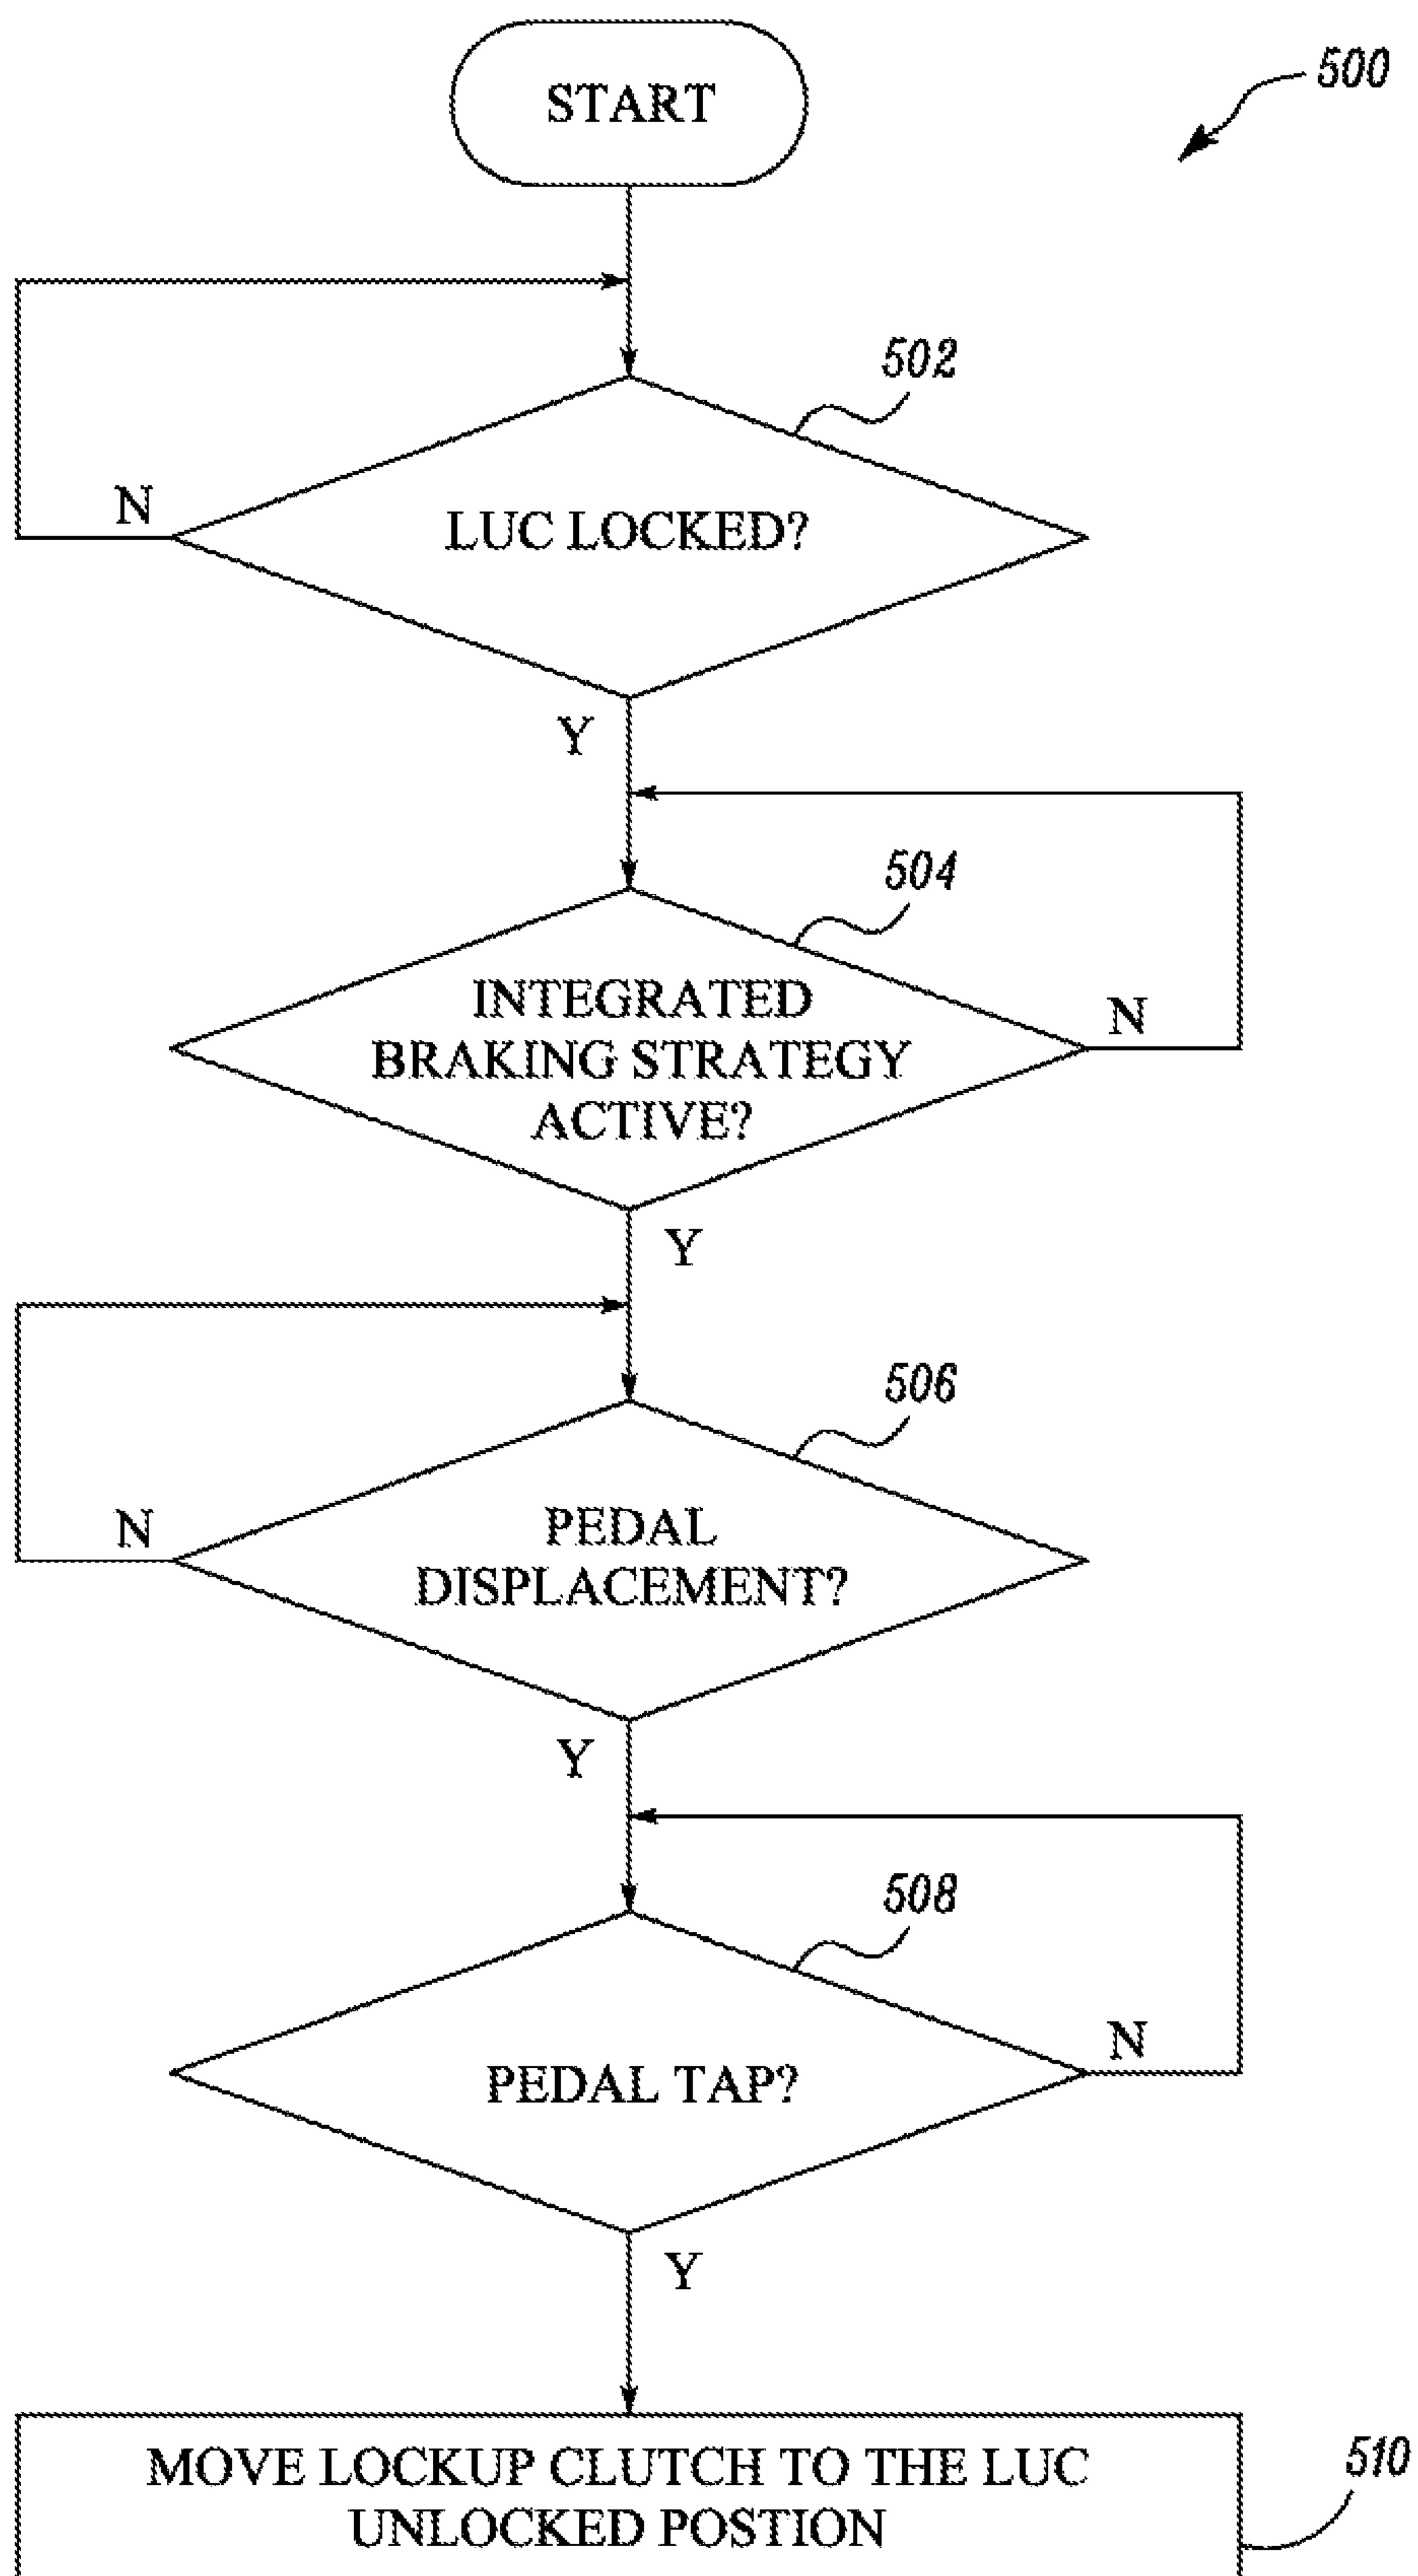 START
500
502
LUC LOCKED?
N
Y
504
INTEGRATED
BRAKING STRATEGY
ACTIVE?
N
Y
506
PEDAL
DISPLACEMENT?
N
Y
508
PEDAL TAP?
N
Y
MOVE LOCKUP CLUTCH TO THE LUC
UNLOCKED POSTION
510